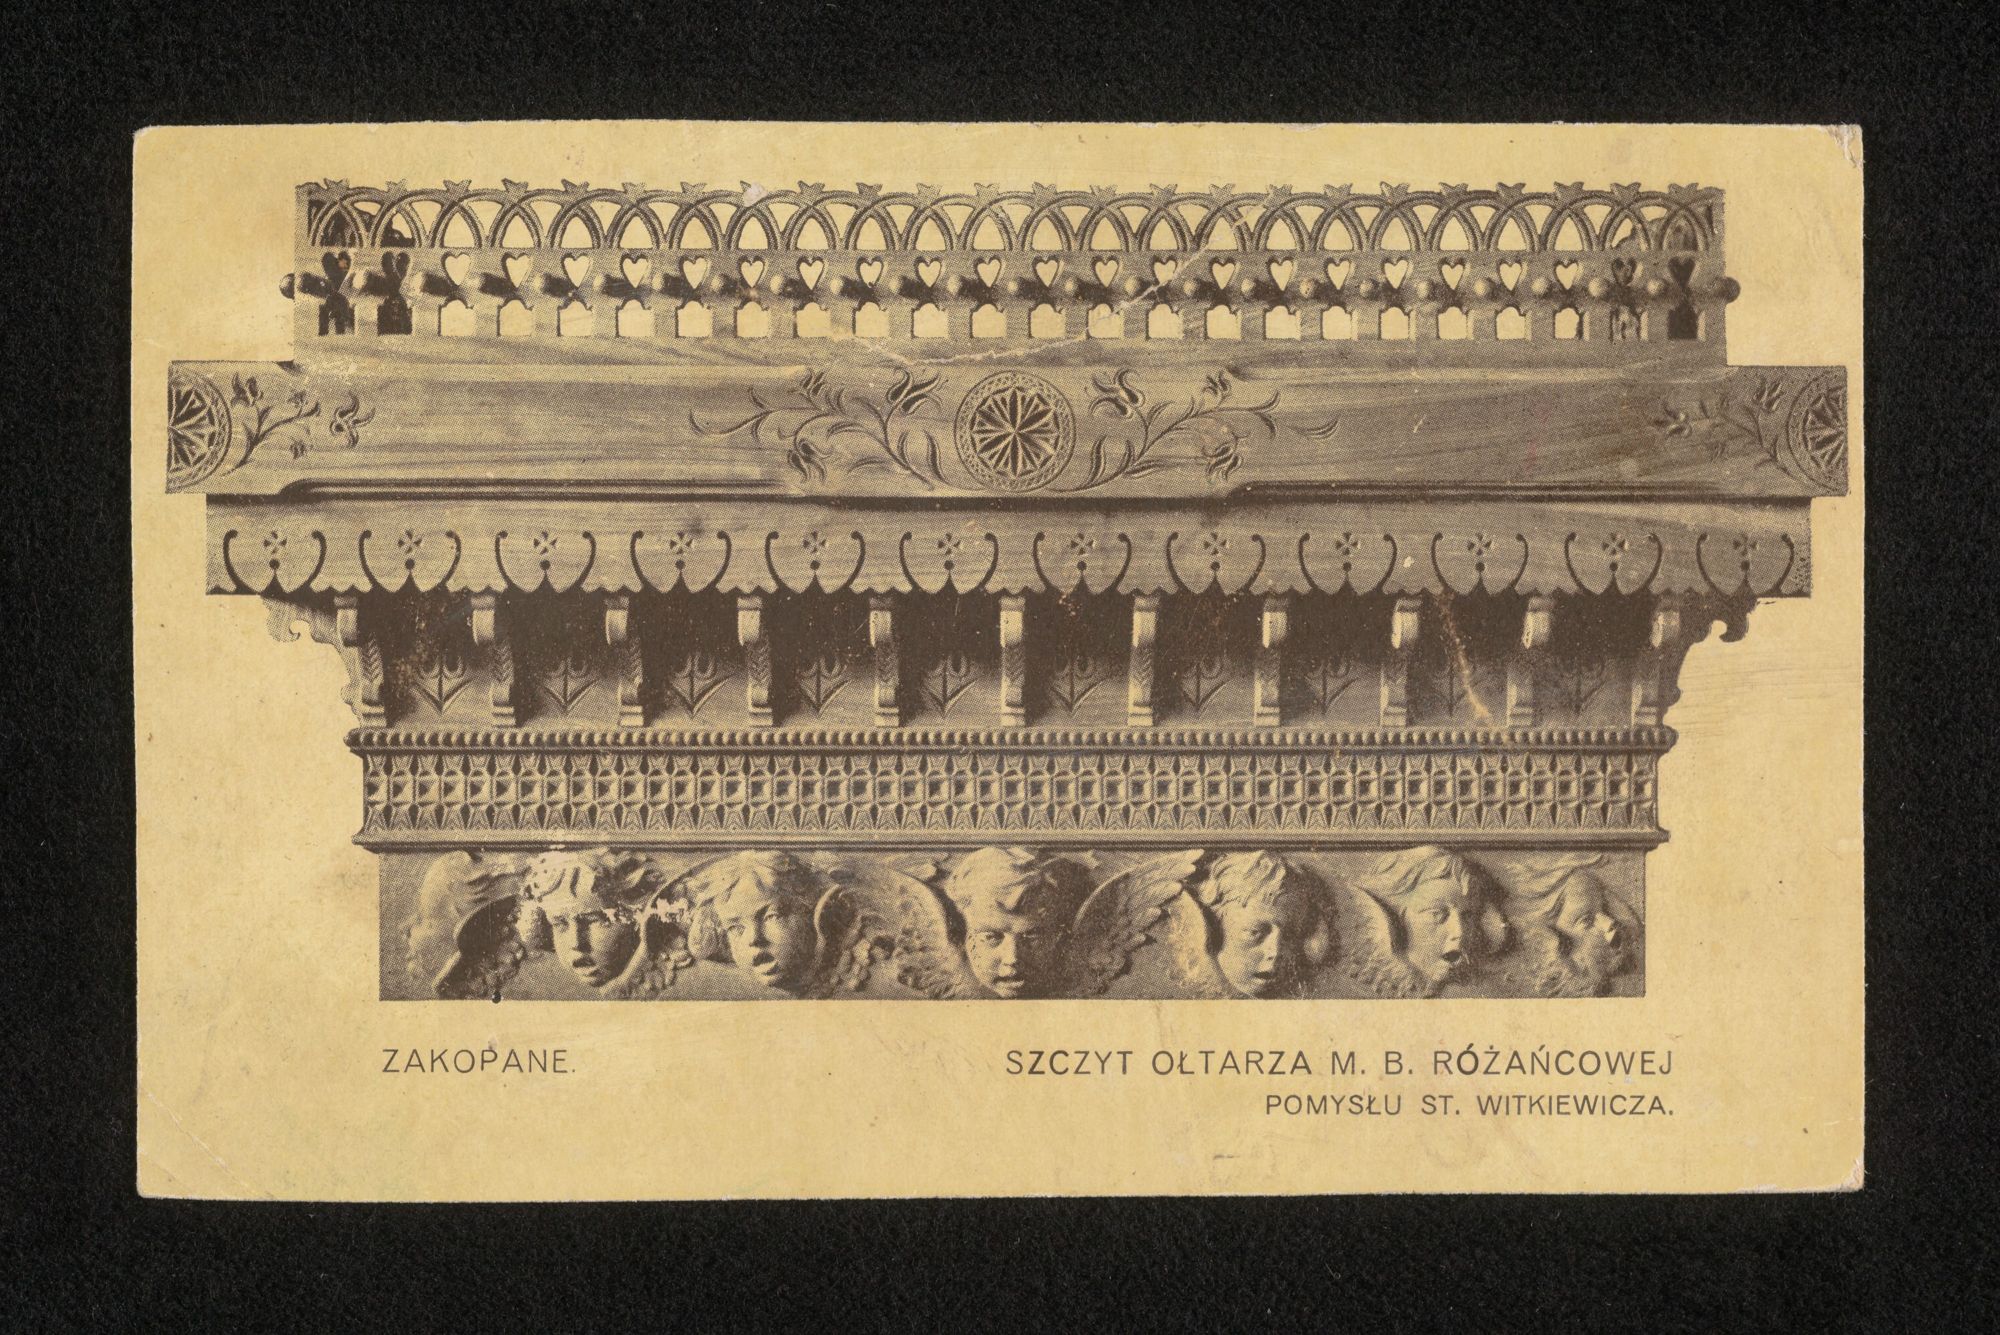 ZAKOPANE.
SZCZYT OŁTARZA M. B. RÓŻAŃCOWEJ
POMYSŁU ST. WITKIEWICZA.